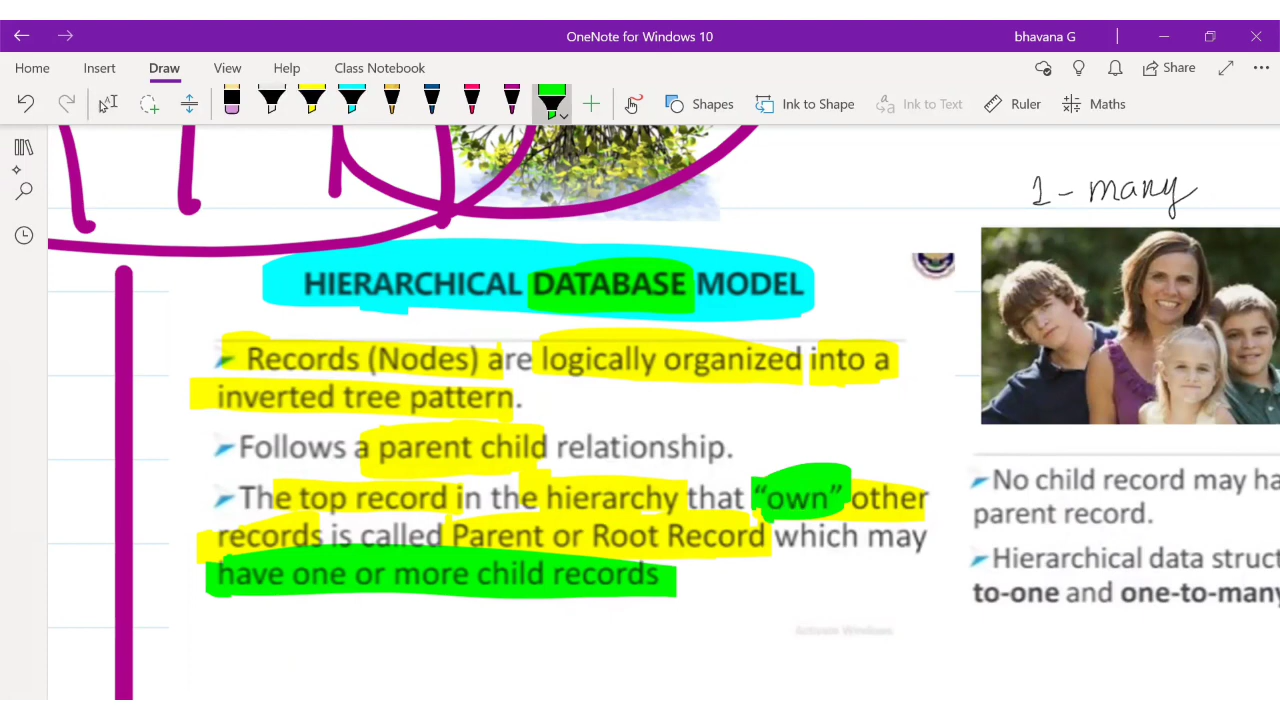 OneNote for Windows 10
bhavana G
Home Insert Draw View Help Class Notebook
Share
Shapes Ink to Shape Ink to Text Ruler Maths
1 - many
HIERARCHICAL DATABASE MODEL
Records (Nodes) are logically organized into a
inverted tree pattern.
Follows a parent child relationship.
The top record in the hierarchy that "own" other
records is called Parent or Root Record which may
have one or more child records
No child record may ha
parent record.
Hierarchical data struct
to-one and one-to-many
Activate Windows